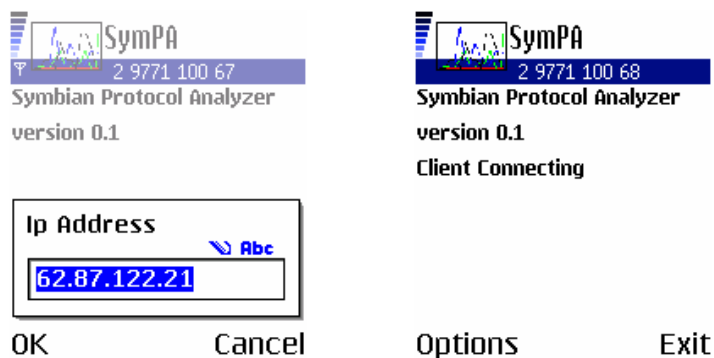 SymPA
2 9771 100 67
Symbian Protocol Analyzer
version 0.1
Ip Address
Abc
62.87.122.21
OK Cancel
SymPA
2 9771 100 68
Symbian Protocol Analyzer
version 0.1
Client Connecting
Options Exit